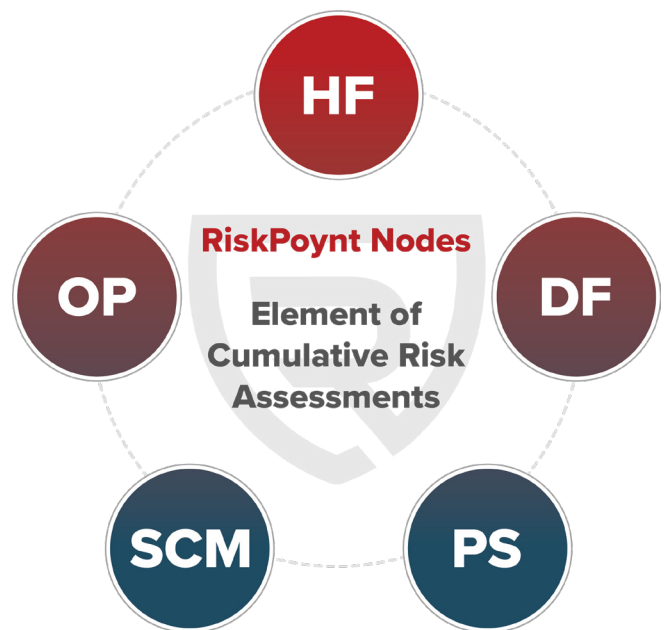 HF
RiskPoynt Nodes
OP
DF
Element of
Cumulative Risk
Assessments
SCM
PS